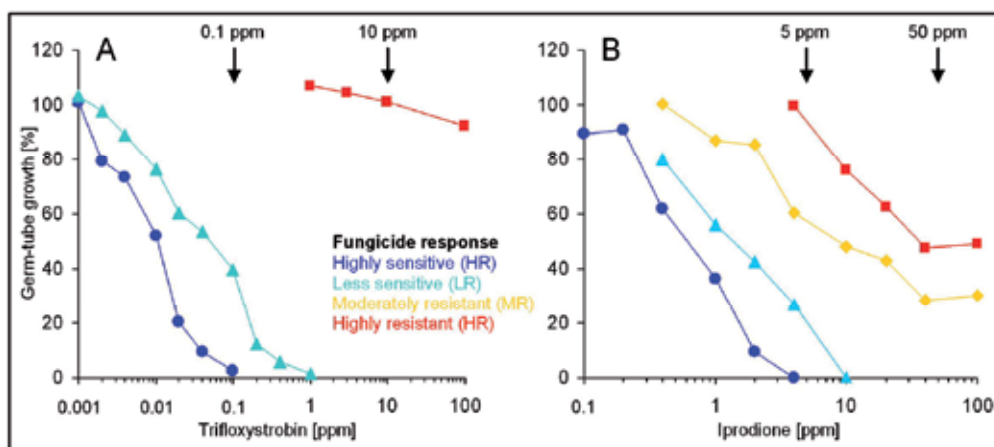 0.1 ppm
10 ppm
5 ppm
50 ppm
A
B
120
100
80
60
40
20
0
Germ-tube growth [%]
0.001
0.01
0.1
1
10
100
Trifloxystrobin [ppm]
Fungicide response
Highly sensitive (HR)
Less sensitive (LR)
Moderately resistant (MR)
Highly resistant (HR)
120
100
80
60
40
20
0
0.1
1
10
100
Iprodione [ppm]